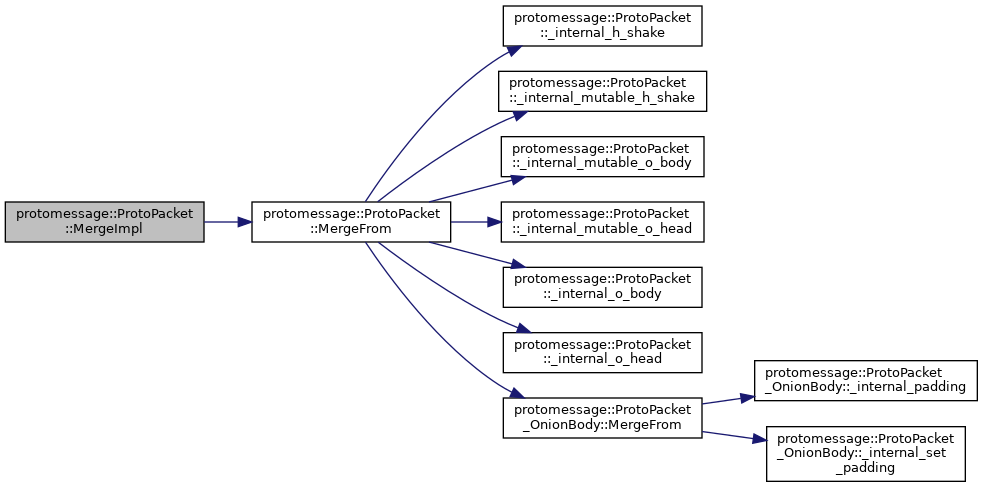 protomessage::ProtoPacket
::MergeImpl
protomessage::ProtoPacket
::MergeFrom
protomessage::ProtoPacket
::_internal_h_shake
protomessage::ProtoPacket
::_internal_mutable_h_shake
protomessage::ProtoPacket
::_internal_mutable_o_body
protomessage::ProtoPacket
::_internal_mutable_o_head
protomessage::ProtoPacket
::_internal_o_body
protomessage::ProtoPacket
::_internal_o_head
protomessage::ProtoPacket
_OnionBody::MergeFrom
protomessage::ProtoPacket
_OnionBody::_internal_padding
protomessage::ProtoPacket
_OnionBody::_internal_set
_padding